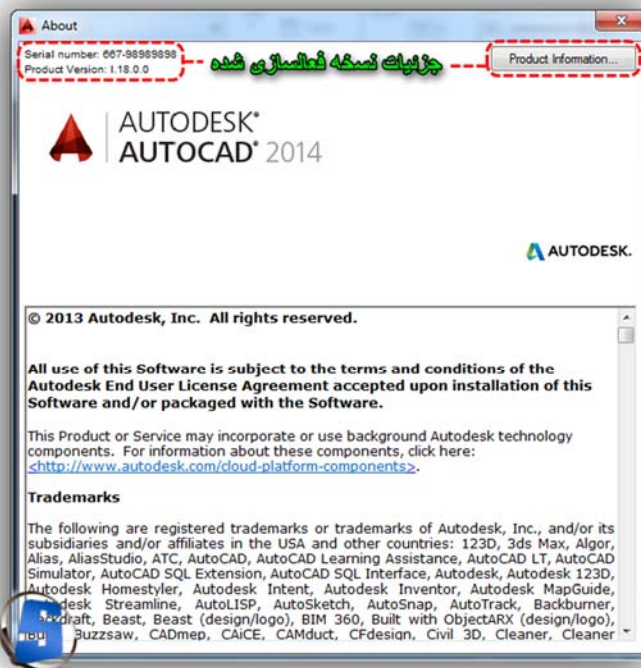 About
Serial number: 667-98989898
Product Version: I.18.0.0
جزئیات نسخه فعالسازی شده
Product Information...
AUTODESK®
AUTOCAD® 2014
AUTODESK.
© 2013 Autodesk, Inc.  All rights reserved.
All use of this Software is subject to the terms and conditions of the
Autodesk End User License Agreement accepted upon installation of this
Software and/or packaged with the Software.
This Product or Service may incorporate or use background Autodesk technology
components.  For information about these components, click here:
<http://www.autodesk.com/cloud-platform-components>.
Trademarks
The following are registered trademarks or trademarks of Autodesk, Inc., and/or its
subsidiaries and/or affiliates in the USA and other countries: 123D, 3ds Max, Algor,
Alias, AliasStudio, ATC, AutoCAD, AutoCAD Learning Assistance, AutoCAD LT, AutoCAD
Simulator, AutoCAD SQL Extension, AutoCAD SQL Interface, Autodesk, Autodesk 123D,
Autodesk Homestyler, Autodesk Intent, Autodesk Inventor, Autodesk MapGuide,
Streamline, AutoLISP, AutoSketch, AutoSnap, AutoTrack, Backburner,
Beast, Beast (design/logo), BIM 360, Built with ObjectARX (design/logo),
Buzzsaw, CADmep, CAiCE, CAMduct, CFdesign, Civil 3D, Cleaner, Cleaner